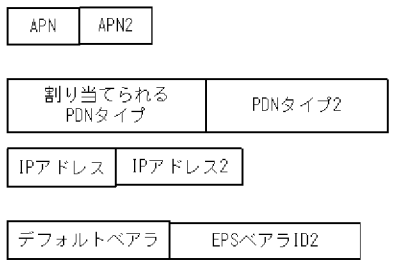 APN
APN2
割り当てられる
PDNタイプ
PDNタイプ2
IPアドレス
IPアドレス2
デフォルトベアラ
EPSベアラID2